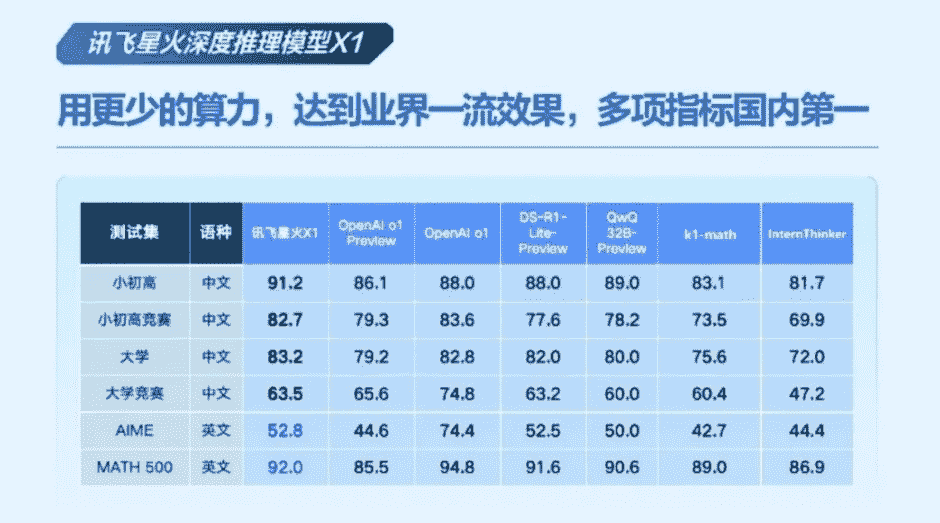 讯飞星火深度推理模型X1
用更少的算力，达到业界一流效果，多项指标国内第一
测试集 语种 讯飞星火X1 OpenAI o1 Preview OpenAI o1 DS-R1-Lite-Preview QwQ 32B-Preview k1-math InternThinker
小初高 中文 91.2 86.1 88.0 88.0 89.0 83.1 81.7
小初高竞赛 中文 82.7 79.3 83.6 77.6 78.2 73.5 69.9
大学 中文 83.2 79.2 82.8 82.0 80.0 75.6 72.0
大学竞赛 中文 63.5 65.6 74.8 63.2 60.0 60.4 47.2
AIME 英文 52.8 44.6 74.4 52.5 50.0 42.7 44.4
MATH 500 英文 92.0 85.5 94.8 91.6 90.6 89.0 86.9